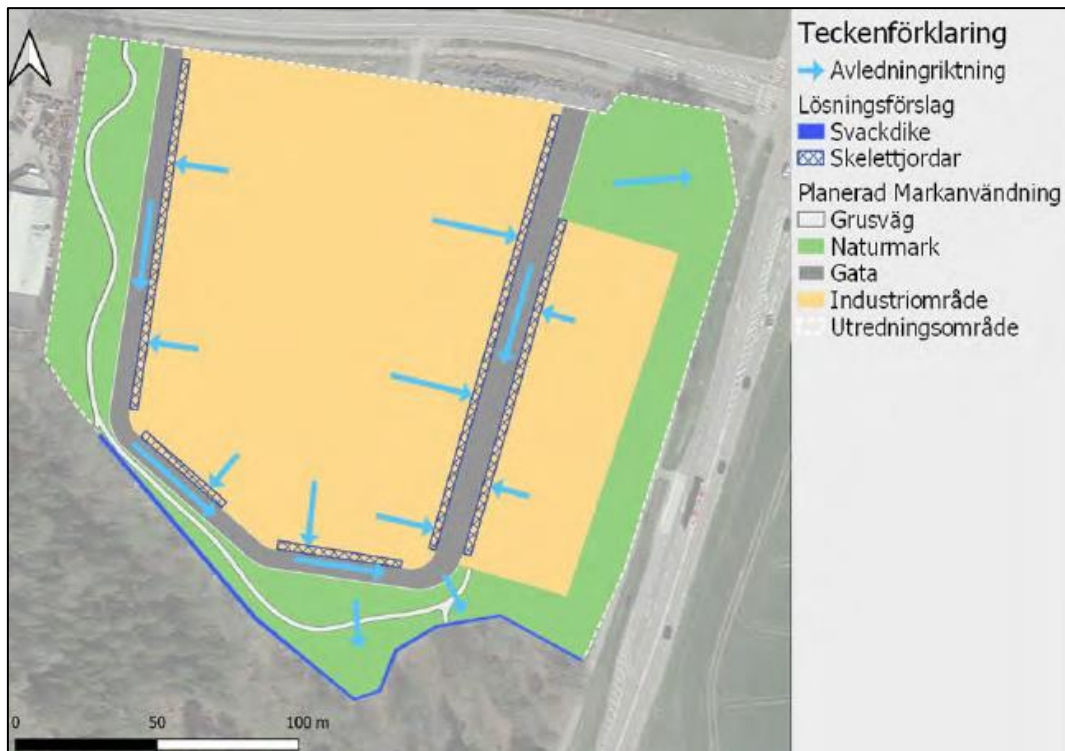 Teckenförklaring
Avledningriktning
Lösningsförslag
Svackdike
Skelettjordar
Planerad Markanvändning
Grusväg
Naturmark
Gata
Industriområde
Utredningsområde
0 50 100 m